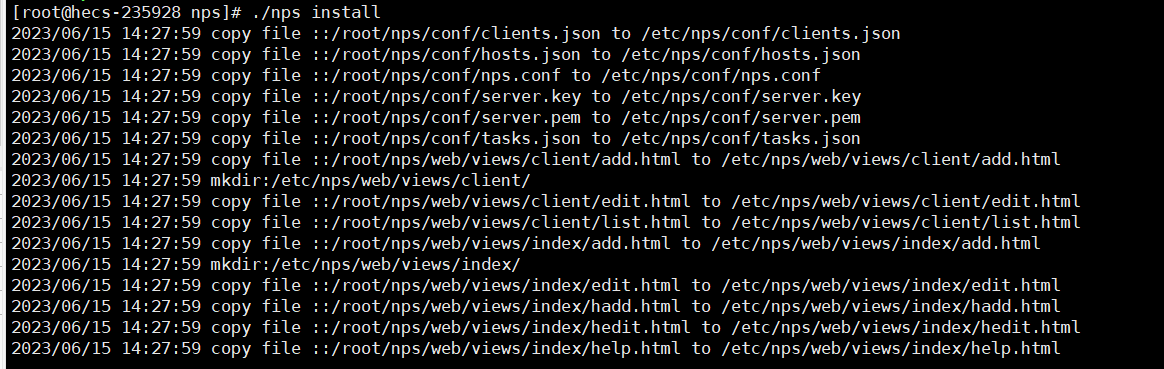 [root@hecs-235928 nps]# ./nps install
2023/06/15 14:27:59 copy file ::/root/nps/conf/clients.json to /etc/nps/conf/clients.json
2023/06/15 14:27:59 copy file ::/root/nps/conf/hosts.json to /etc/nps/conf/hosts.json
2023/06/15 14:27:59 copy file ::/root/nps/conf/nps.conf to /etc/nps/conf/nps.conf
2023/06/15 14:27:59 copy file ::/root/nps/conf/server.key to /etc/nps/conf/server.key
2023/06/15 14:27:59 copy file ::/root/nps/conf/server.pem to /etc/nps/conf/server.pem
2023/06/15 14:27:59 copy file ::/root/nps/conf/tasks.json to /etc/nps/conf/tasks.json
2023/06/15 14:27:59 copy file ::/root/nps/web/views/client/add.html to /etc/nps/web/views/client/add.html
2023/06/15 14:27:59 mkdir:/etc/nps/web/views/client/
2023/06/15 14:27:59 copy file ::/root/nps/web/views/client/edit.html to /etc/nps/web/views/client/edit.html
2023/06/15 14:27:59 copy file ::/root/nps/web/views/client/list.html to /etc/nps/web/views/client/list.html
2023/06/15 14:27:59 copy file ::/root/nps/web/views/index/add.html to /etc/nps/web/views/index/add.html
2023/06/15 14:27:59 mkdir:/etc/nps/web/views/index/
2023/06/15 14:27:59 copy file ::/root/nps/web/views/index/edit.html to /etc/nps/web/views/index/edit.html
2023/06/15 14:27:59 copy file ::/root/nps/web/views/index/hadd.html to /etc/nps/web/views/index/hadd.html
2023/06/15 14:27:59 copy file ::/root/nps/web/views/index/hedit.html to /etc/nps/web/views/index/hedit.html
2023/06/15 14:27:59 copy file ::/root/nps/web/views/index/help.html to /etc/nps/web/views/index/help.html